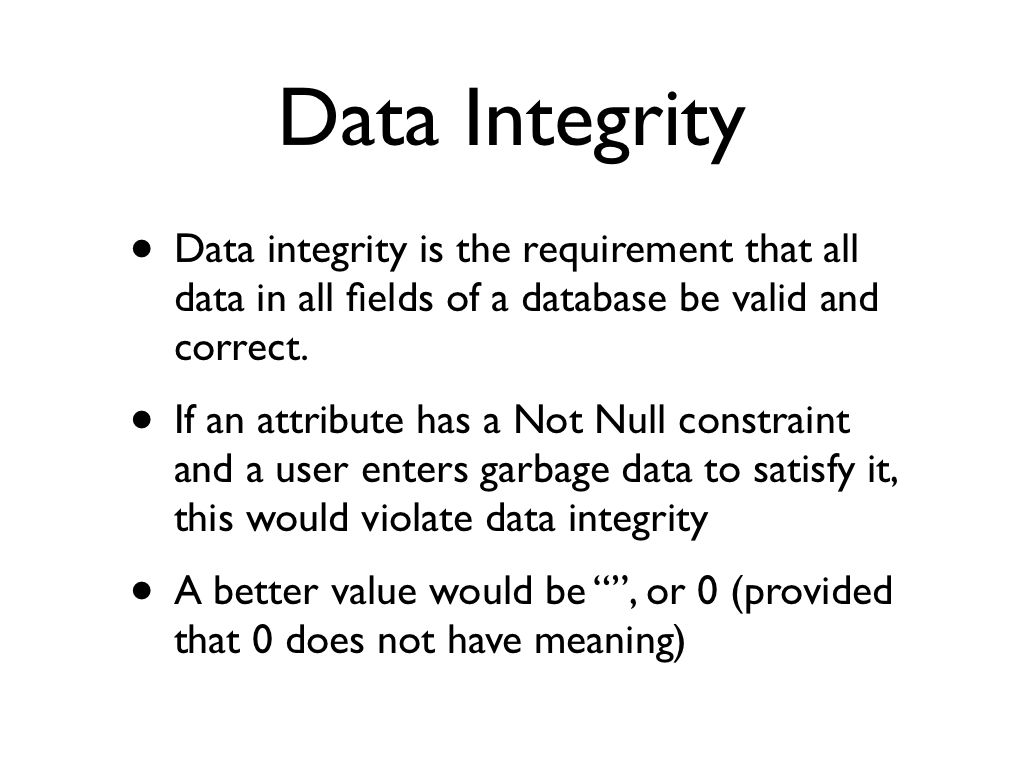 Data Integrity
• Data integrity is the requirement that all
data in all fields of a database be valid and
correct.
• If an attribute has a Not Null constraint
and a user enters garbage data to satisfy it,
this would violate data integrity
• A better value would be “”, or 0 (provided
that 0 does not have meaning)